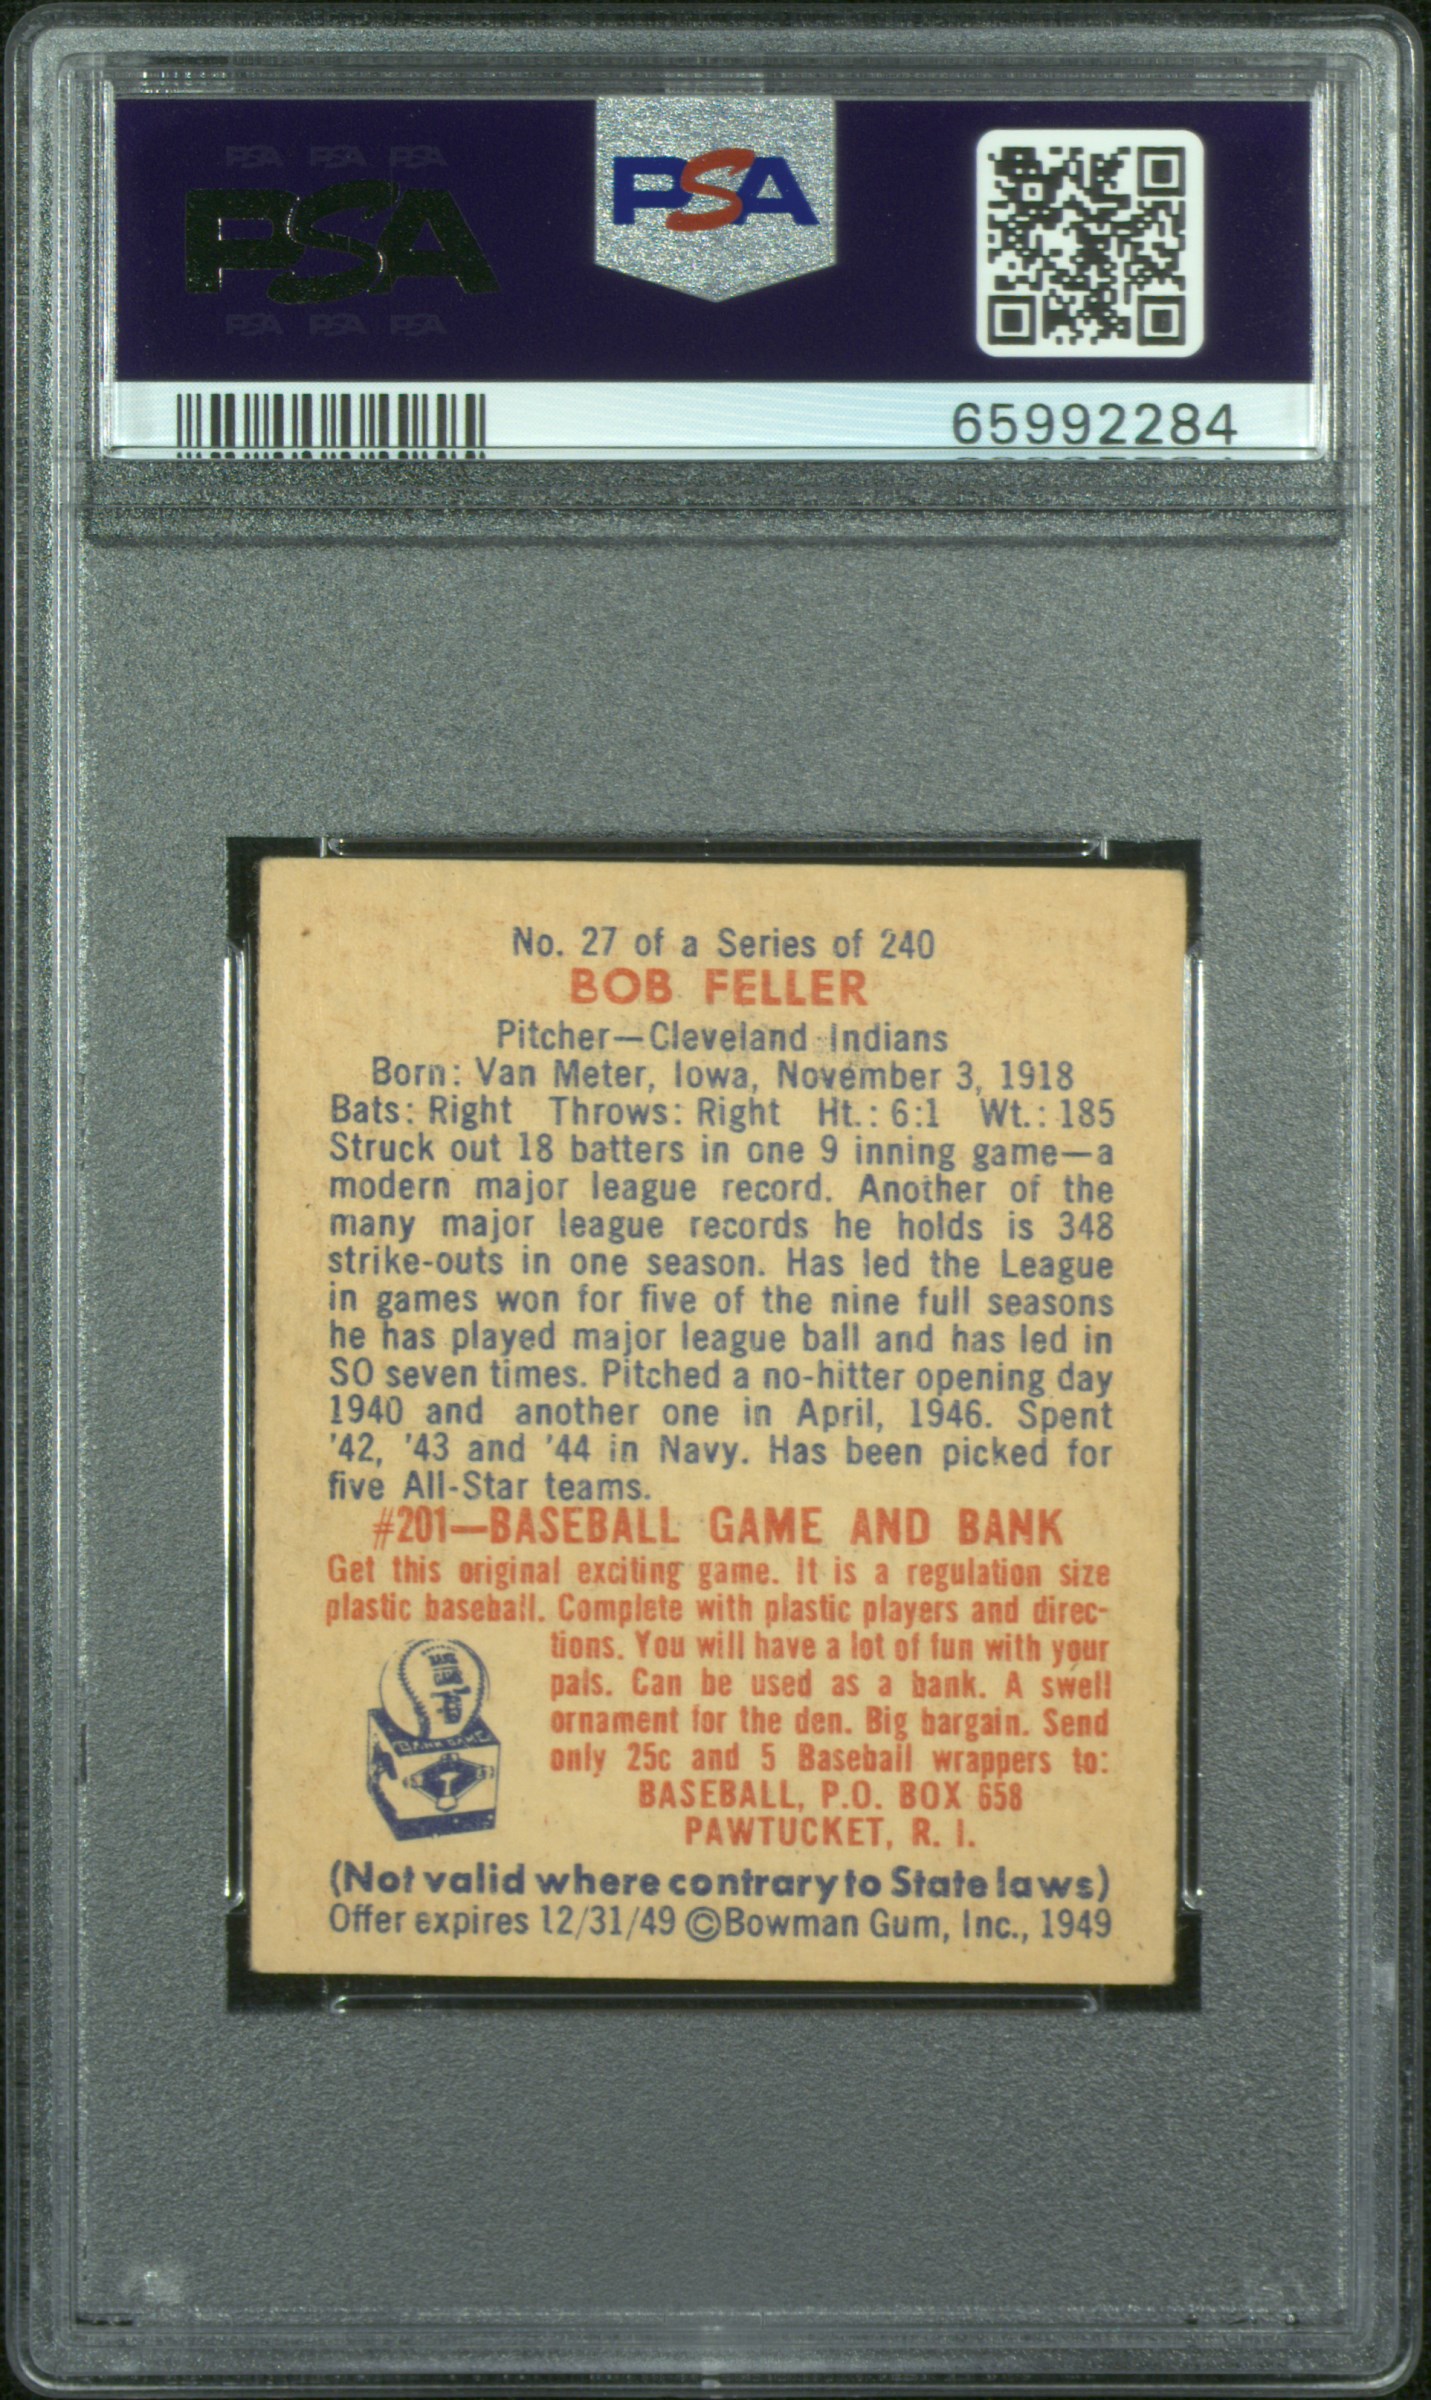 PSA PSA PSA
PSA
PSA PSA PSA
PSA
65992284
No. 27 of a Series of 240
BOB FELLER
Pitcher—Cleveland Indians
Born: Van Meter, Iowa, November 3, 1918
Bats: Right Throws: Right Ht.: 6:1 Wt.: 185
Struck out 18 batters in one 9 inning game—a
modern major league record. Another of the
many major league records he holds is 348
strike-outs in one season. Has led the League
in games won for five of the nine full seasons
he has played major league ball and has led in
SO seven times. Pitched a no-hitter opening day
1940 and another one in April, 1946. Spent
'42, '43 and '44 in Navy. Has been picked for
five All-Star teams.
#201—BASEBALL GAME AND BANK
Get this original exciting game. It is a regulation size
plastic baseball. Complete with plastic players and direc-
tions. You will have a lot of fun with your
pals. Can be used as a bank. A swell
ornament for the den. Big bargain. Send
only 25c and 5 Baseball wrappers to:
BASEBALL, P.O. BOX 658
PAWTUCKET, R. I.
BANK GAME
(Not valid where contrary to State laws)
Offer expires 12/31/49 ©Bowman Gum, Inc., 1949